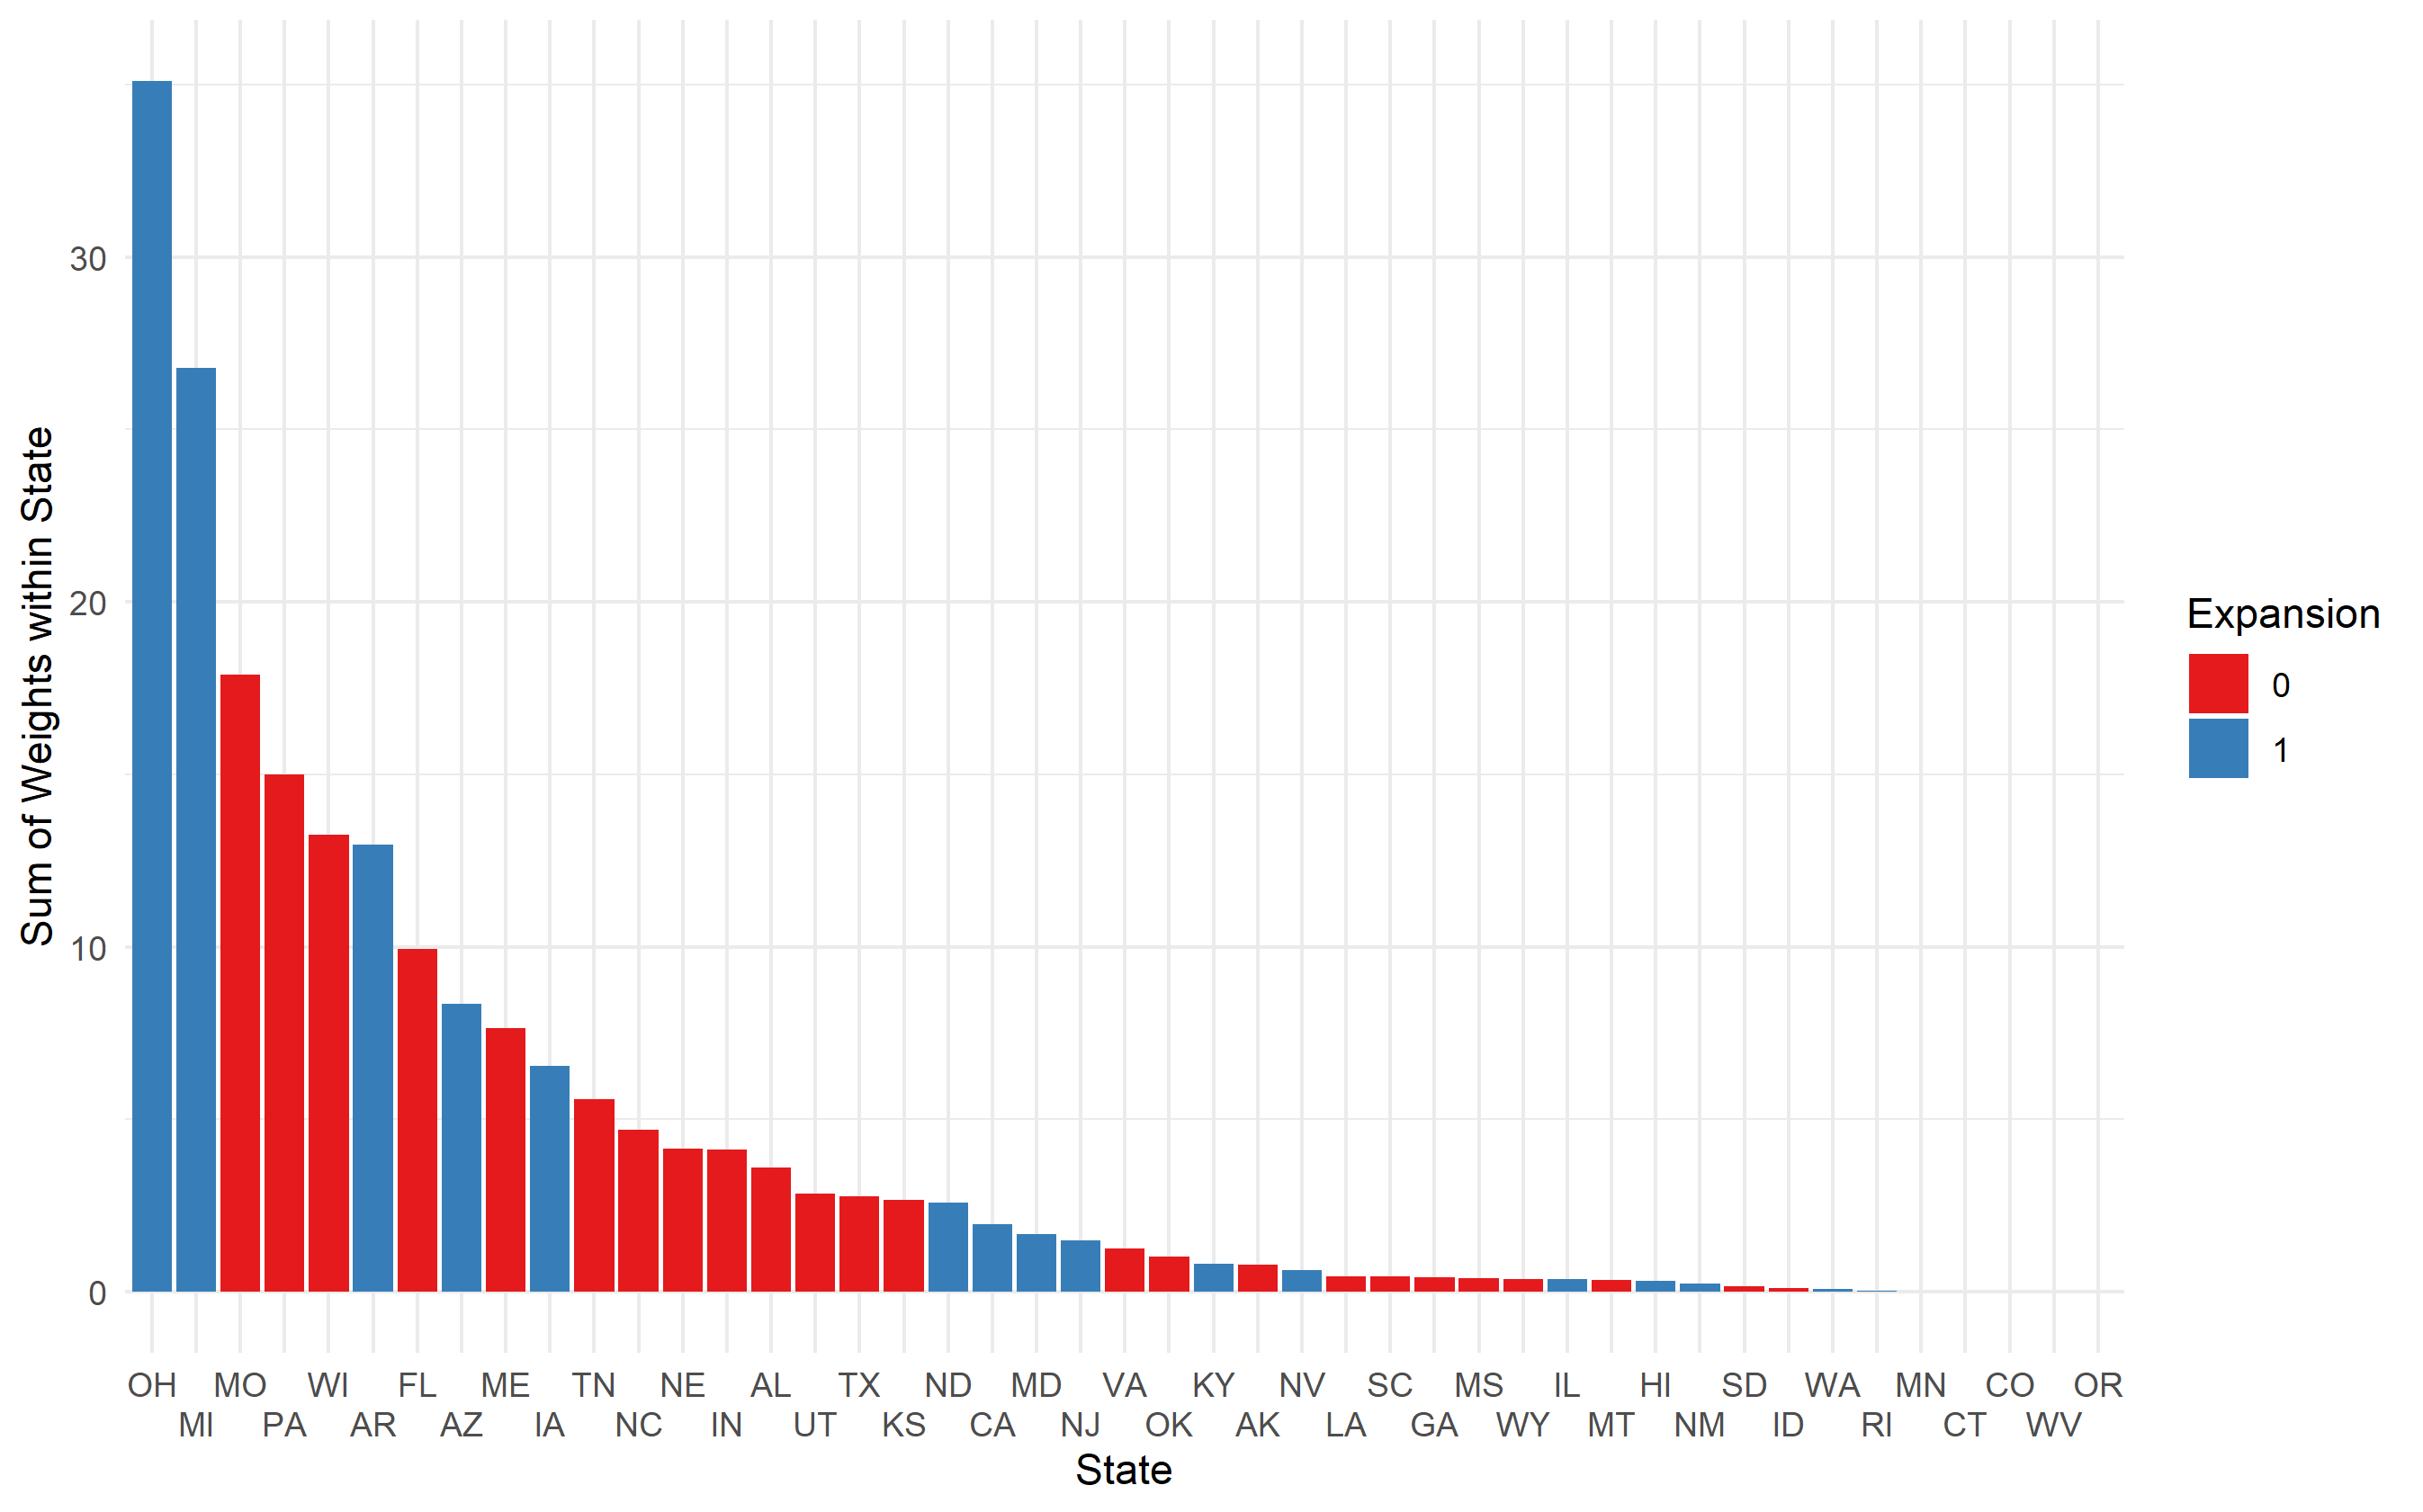 Sum of Weights within State
30
20
10
0
OH MO WI FL ME TN NE AL TX ND MD VA KY NV SC MS IL HI SD WA MN CO OR
MI PA AR AZ IA NC IN UT KS CA NJ OK AK LA GA WY MT NM ID RI CT WV
State
Expansion
0
1